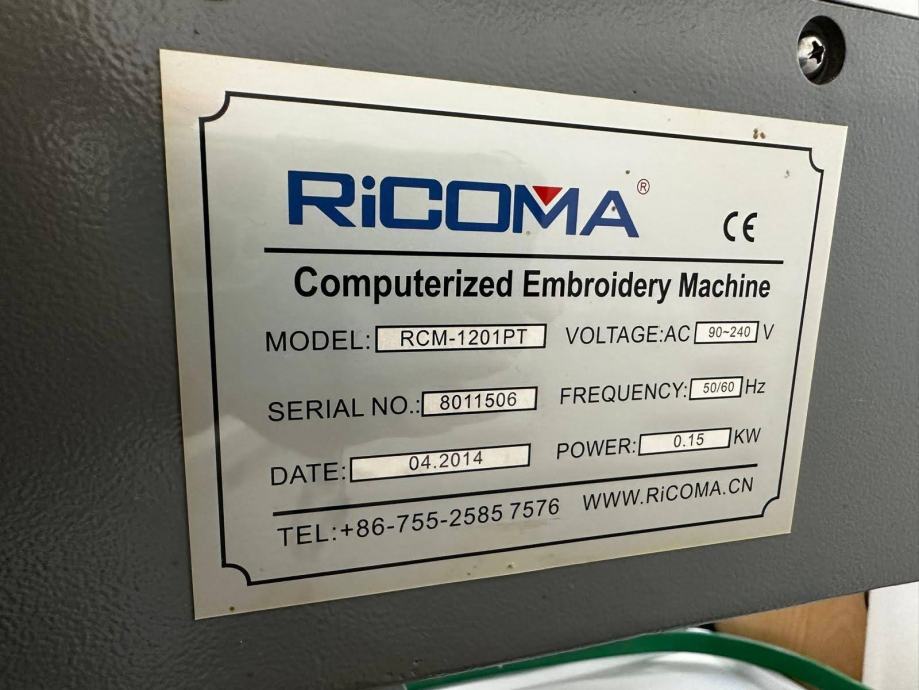 RiCOMA®
CE
Computerized Embroidery Machine
MODEL: RCM-1201PT VOLTAGE:AC 90~240 V
SERIAL NO.: 8011506 FREQUENCY: 50/60 Hz
DATE: 04.2014 POWER: 0.15 KW
TEL:+86-755-2585 7576 WWW.RiCOMA.CN